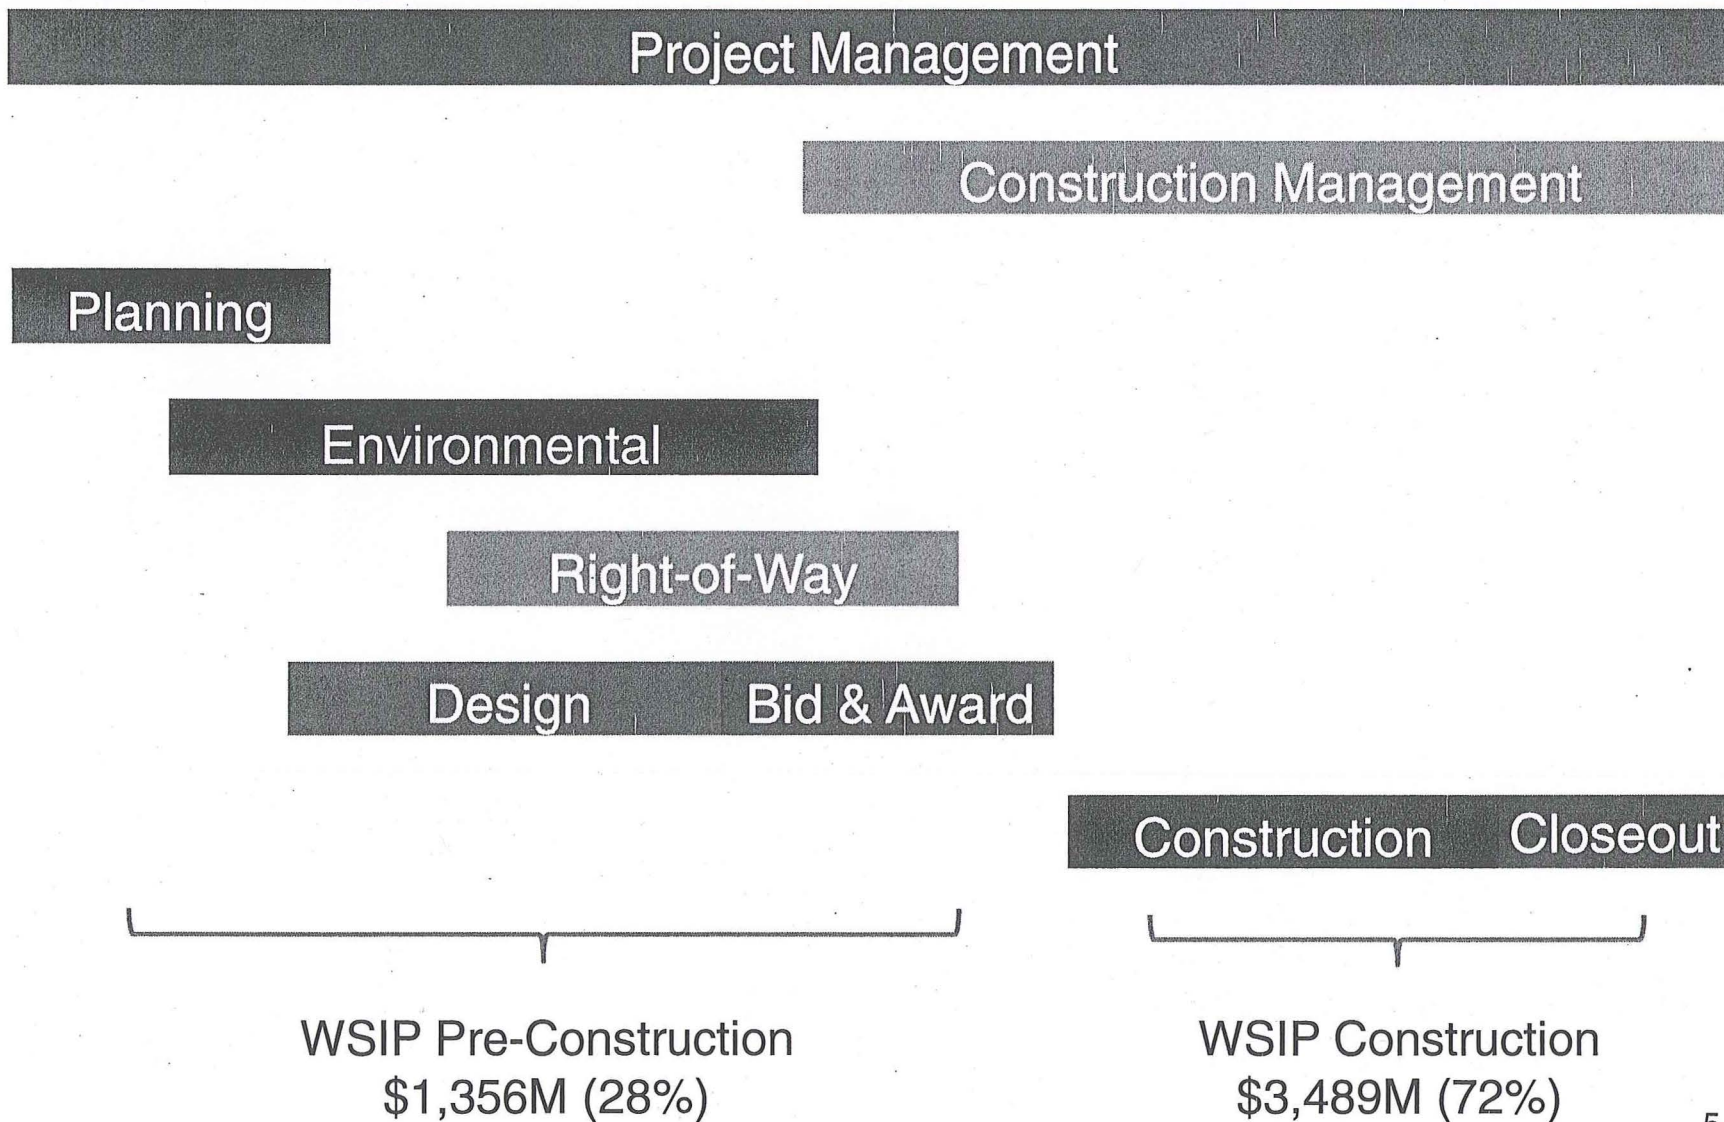 Project Management
Construction Management
Planning
Environmental
Right-of-Way
Design
Bid & Award
Construction
Closeout
WSIP Pre-Construction
$1,356M (28%)
WSIP Construction
$3,489M (72%)
5